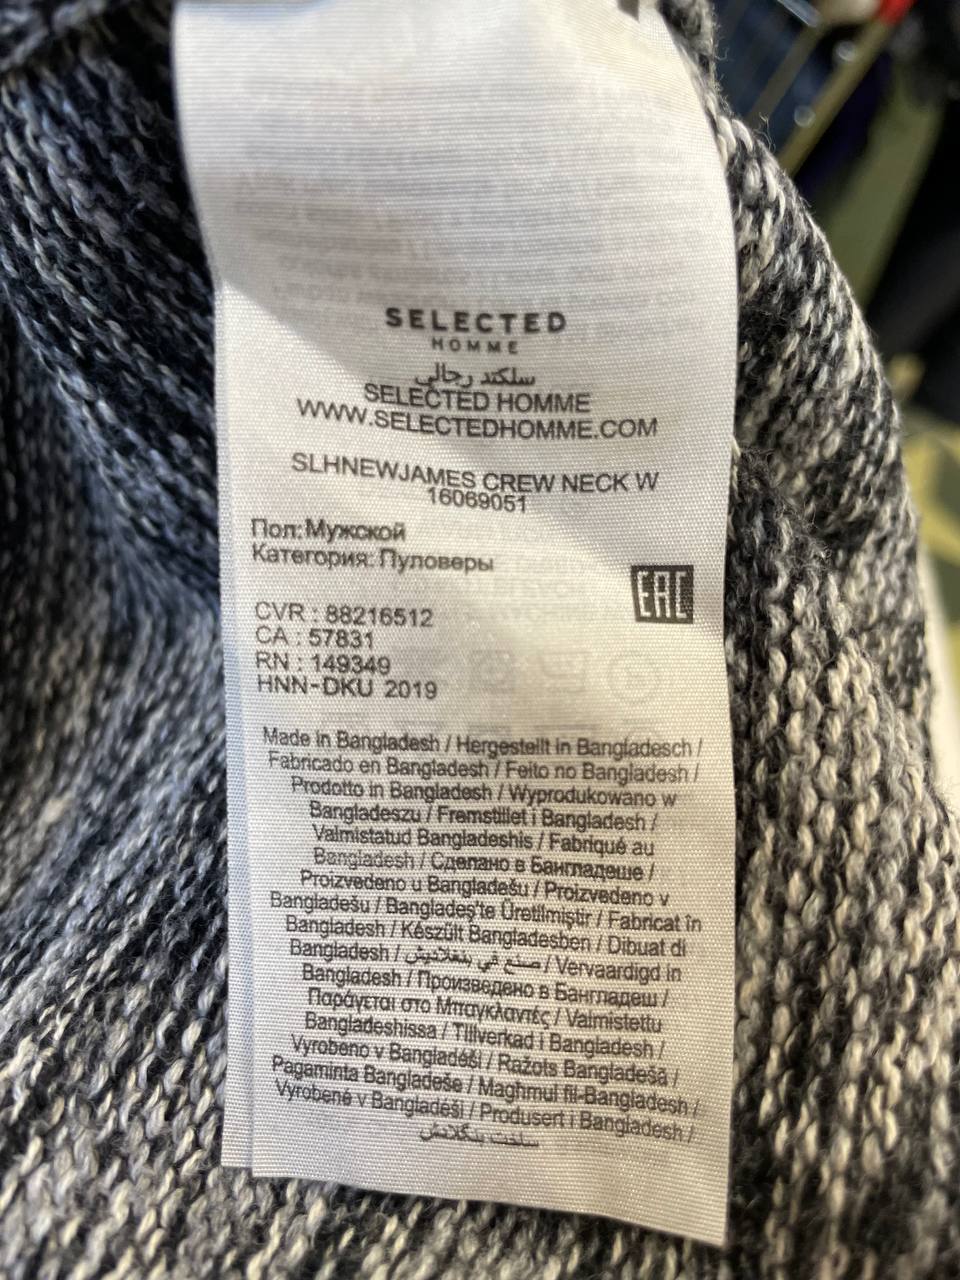 SELECTED
HOMME
سلكتد رجالي
SELECTED HOMME
WWW.SELECTEDHOMME.COM
SLHNEWJAMES CREW NECK W
16069051
Пол: Мужской
Категория: Пуловеры
EAC
CVR : 88216512
CA : 57831
RN : 149349
HNN-DKU 2019
Made in Bangladesh / Hergestellt in Bangladesch /
Fabricado en Bangladesh / Feito no Bangladesh /
Prodotto in Bangladesh / Wyprodukowano w
Bangladeszu / Fremstillet i Bangladesh /
Valmistatud Bangladeshis / Fabriqué au
Bangladesh / Сделано в Бангладеше /
Proizvedeno u Bangladešu / Proizvedeno v
Bangladešu / Bangladeş'te Üretilmiştir / Fabricat în
Bangladesh / Készült Bangladesben / Dibuat di
Bangladesh / صنع في بنغلاديش / Vervaardigd in
Bangladesh / Произведено в Бангладеш /
Παράγεται στο Μπαγκλαντές / Valmistettu
Bangladeshissa / Tillverkad i Bangladesh /
Vyrobeno v Bangladéši / Ražots Bangladešā /
Pagaminta Bangladeše / Magħmul fil-Bangladesh /
Vyrobené v Bangladéši / Produsert i Bangladesh /
ساخت بنگلادش